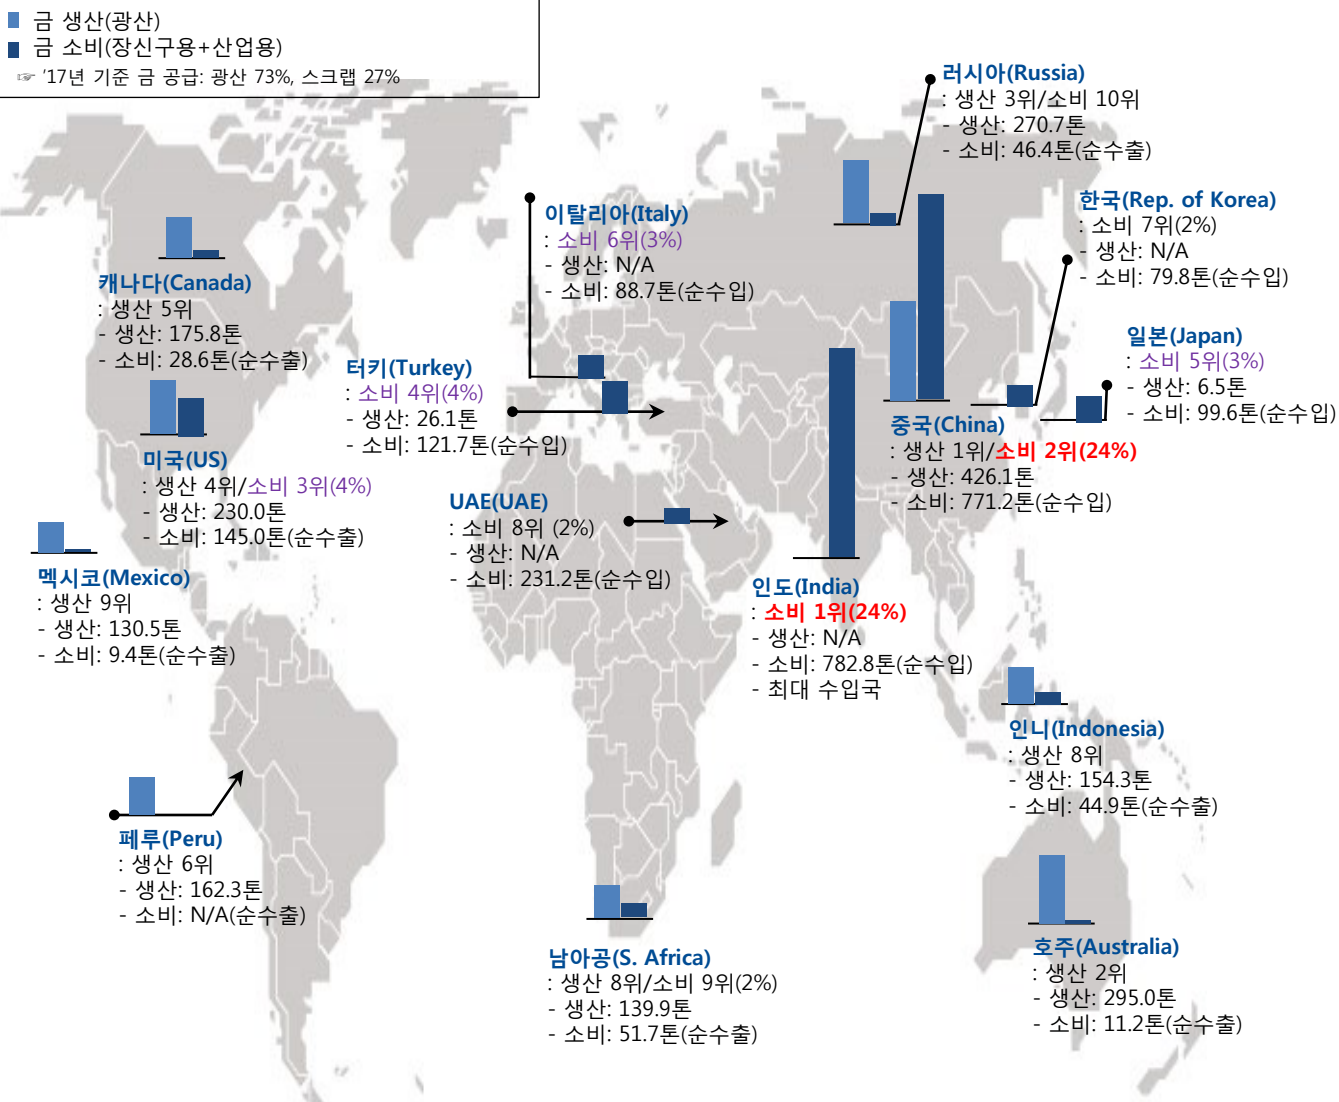 금 생산(광산)
금 소비(장신구용+산업용)
☞ '17년 기준 금 공급: 광산 73%, 스크랩 27%
러시아(Russia)
: 생산 3위/소비 10위
- 생산: 270.7톤
- 소비: 46.4톤(순수출)
한국(Rep. of Korea)
: 소비 7위(2%)
- 생산: N/A
- 소비: 79.8톤(순수입)
이탈리아(Italy)
: 소비 6위(3%)
- 생산: N/A
- 소비: 88.7톤(순수입)
캐나다(Canada)
: 생산 5위
- 생산: 175.8톤
- 소비: 28.6톤(순수출)
일본(Japan)
: 소비 5위(3%)
- 생산: 6.5톤
- 소비: 99.6톤(순수입)
터키(Turkey)
: 소비 4위(4%)
- 생산: 26.1톤
- 소비: 121.7톤(순수입)
중국(China)
: 생산 1위/소비 2위(24%)
- 생산: 426.1톤
- 소비: 771.2톤(순수입)
미국(US)
: 생산 4위/소비 3위(4%)
- 생산: 230.0톤
- 소비: 145.0톤(순수출)
UAE(UAE)
: 소비 8위 (2%)
- 생산: N/A
- 소비: 231.2톤(순수입)
멕시코(Mexico)
: 생산 9위
- 생산: 130.5톤
- 소비: 9.4톤(순수출)
인도(India)
: 소비 1위(24%)
- 생산: N/A
- 소비: 782.8톤(순수입)
- 최대 수입국
인니(Indonesia)
: 생산 8위
- 생산: 154.3톤
- 소비: 44.9톤(순수출)
페루(Peru)
: 생산 6위
- 생산: 162.3톤
- 소비: N/A(순수출)
남아공(S. Africa)
: 생산 8위/소비 9위(2%)
- 생산: 139.9톤
- 소비: 51.7톤(순수출)
호주(Australia)
: 생산 2위
- 생산: 295.0톤
- 소비: 11.2톤(순수출)